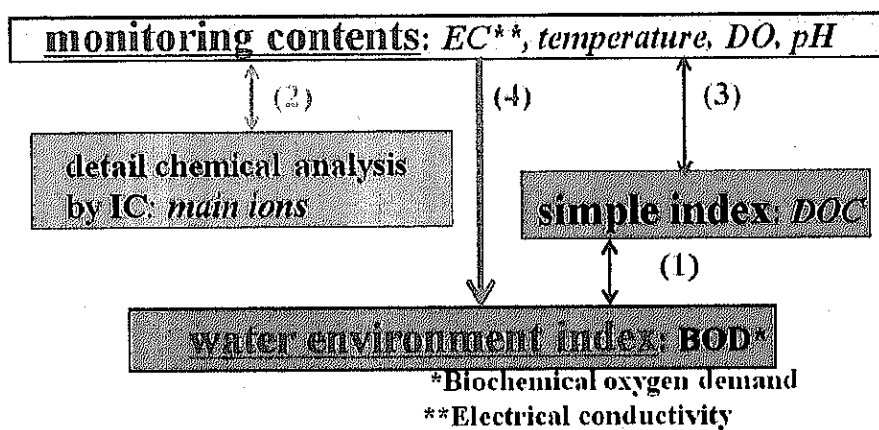 monitoring contents: EC**, temperature, DO, pH
(2)
(4)
(3)
detail chemical analysis
by IC: main ions
simple index: DOC
(1)
water environment index: BOD*
*Biochemical oxygen demand
**Electrical conductivity